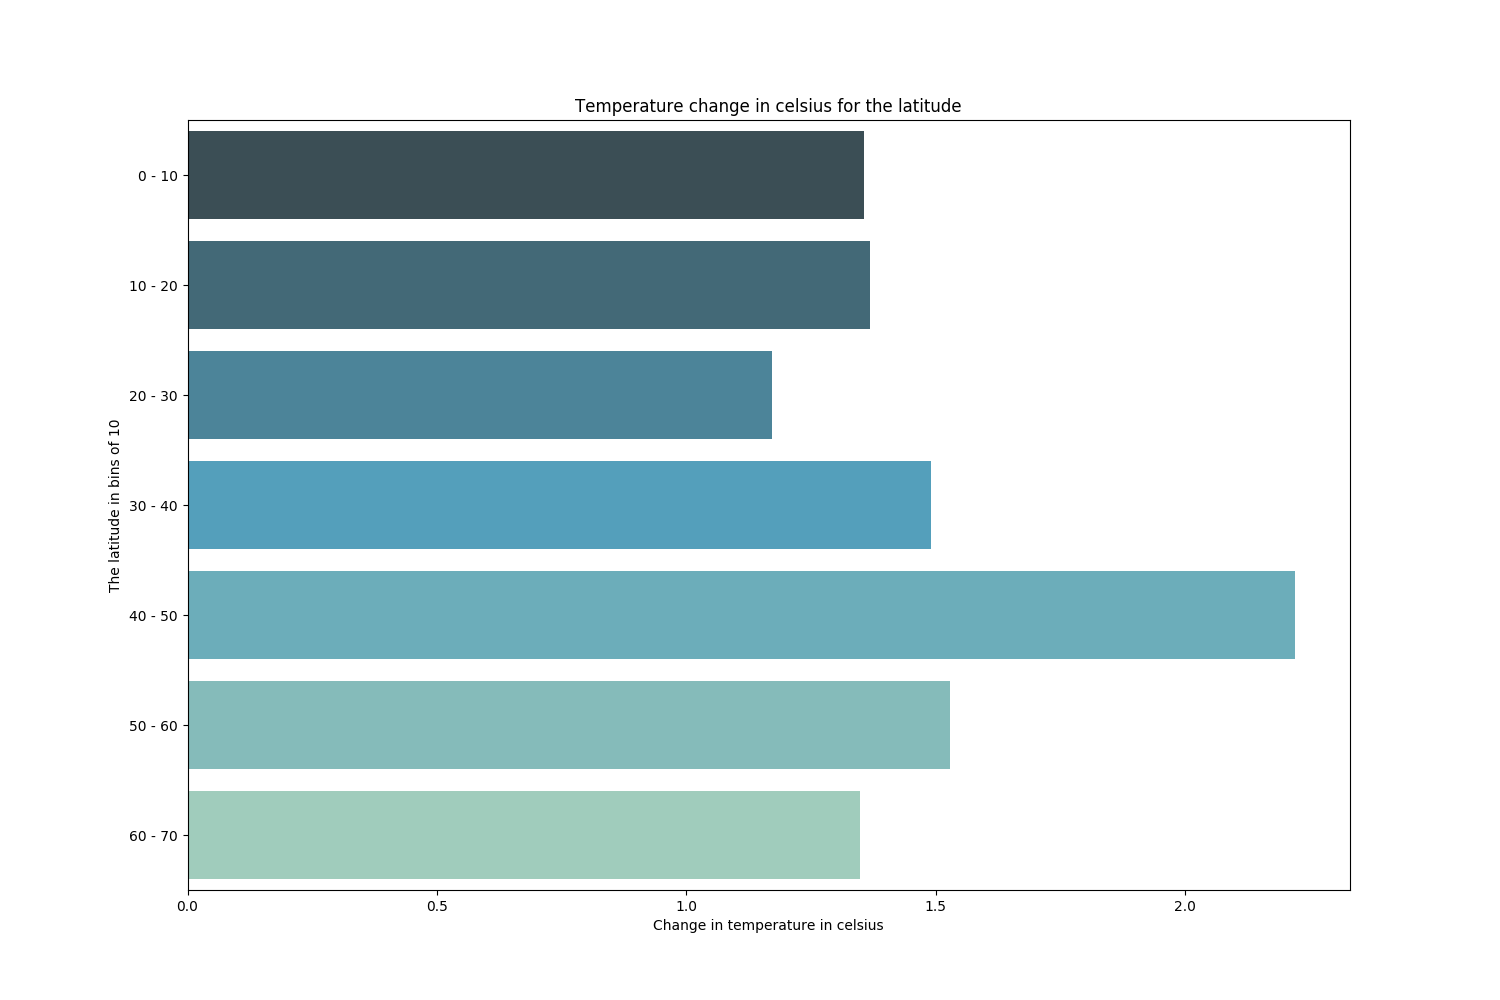 Temperature change in celsius for the latitude
0 - 10
10 - 20
20 - 30
30 - 40
40 - 50
50 - 60
60 - 70
The latitude in bins of 10
0.0 0.5 1.0 1.5 2.0
Change in temperature in celsius